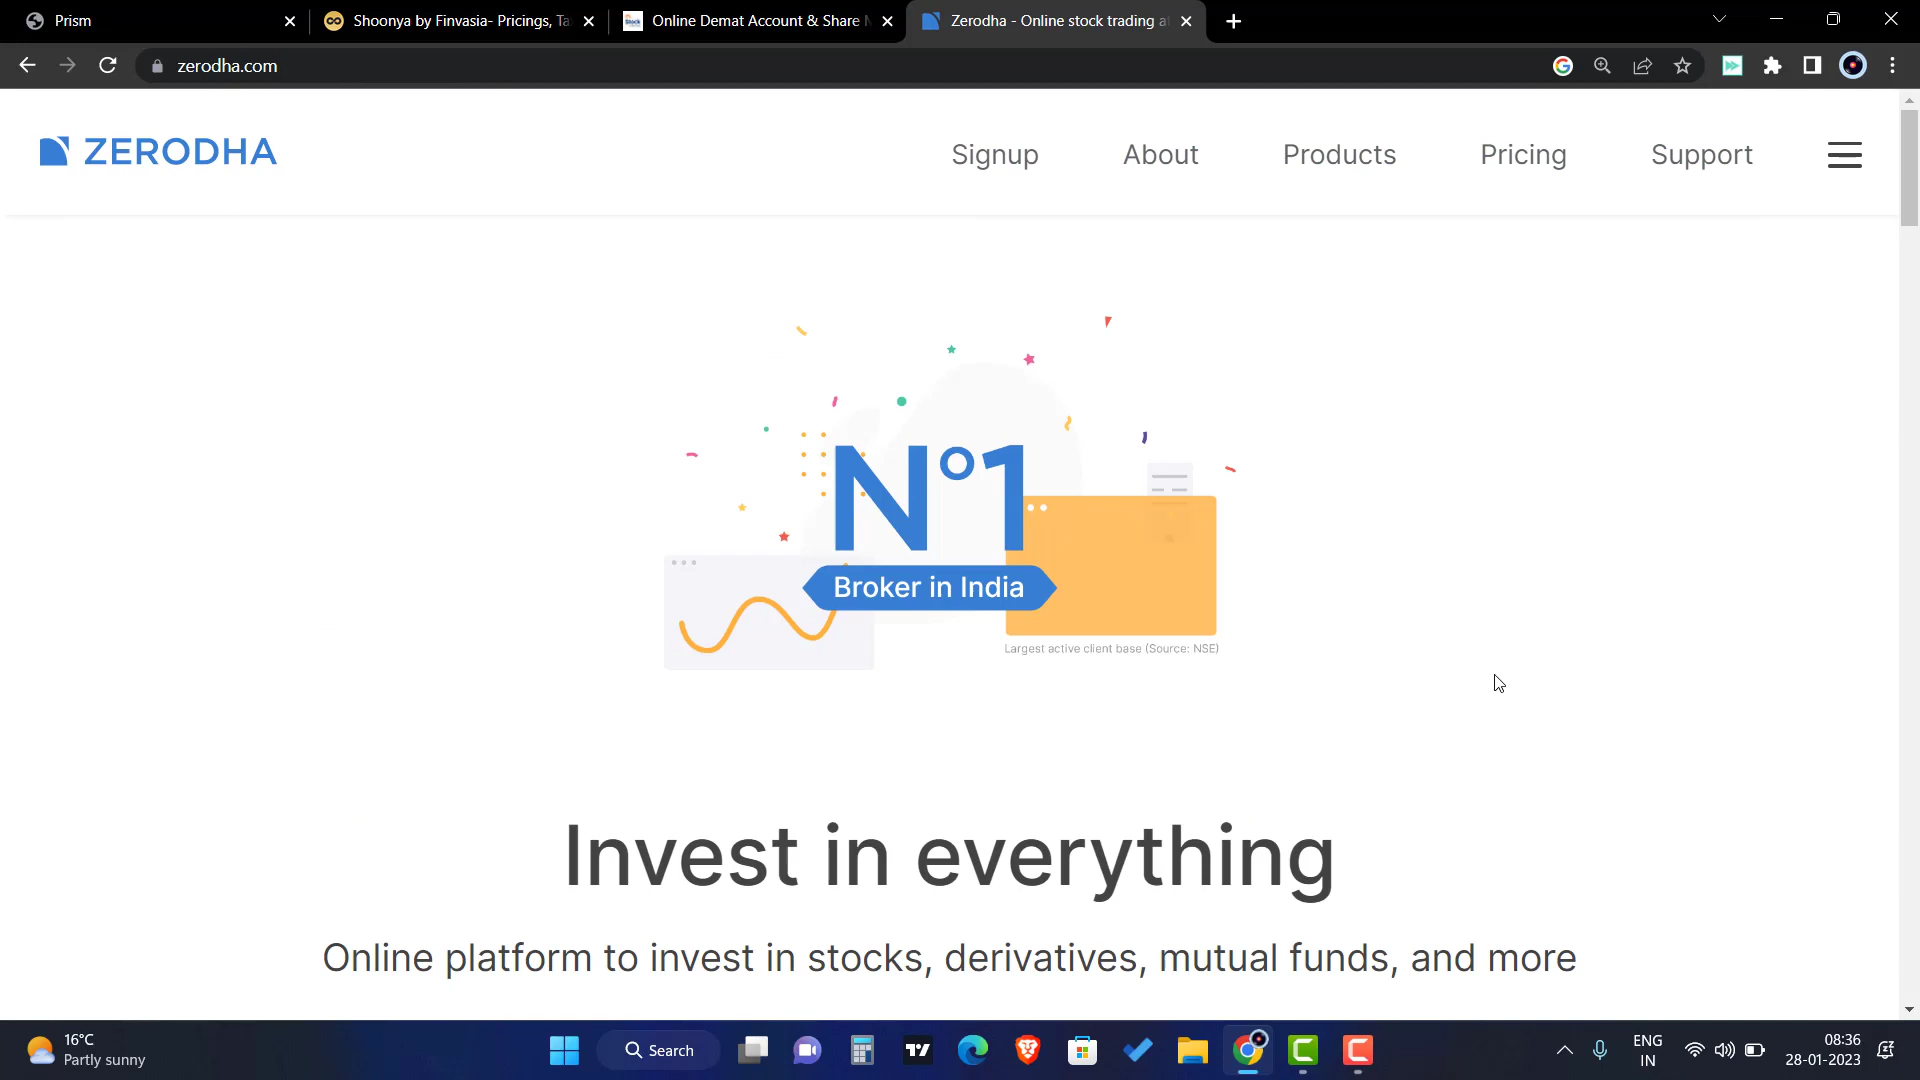 Prism
Shoonya by Finvasia- Pricings, Ta
Online Demat Account & Share M
Zerodha - Online stock trading at
zerodha.com
ZERODHA
Signup
About
Products
Pricing
Support
N°1
Broker in India
Largest active client base (Source: NSE)
Invest in everything
Online platform to invest in stocks, derivatives, mutual funds, and more
16°C
Partly sunny
Search
ENG
IN
08:36
28-01-2023